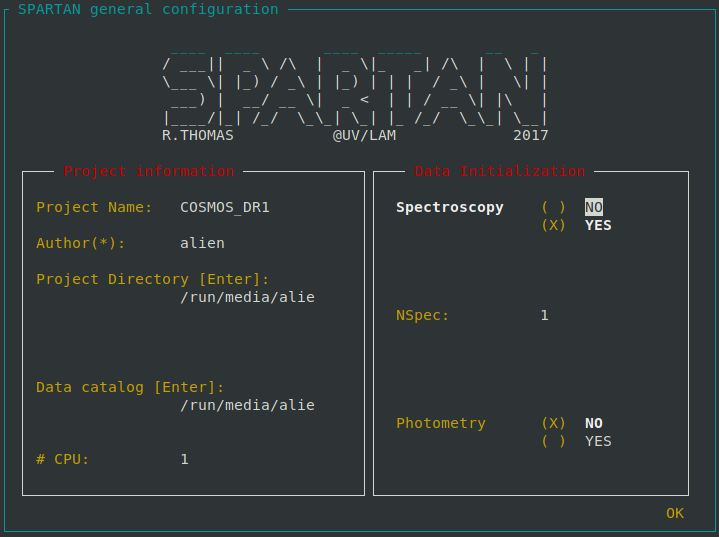 SPARTAN general configuration
SPARTAN
R.THOMAS @UV/LAM 2017
Project information
Project Name: COSMOS_DR1
Author(*): alien
Project Directory [Enter]:
/run/media/alie
Data catalog [Enter]:
/run/media/alie
# CPU: 1
Data Initialization
Spectroscopy ( ) NO
(X) YES
NSpec: 1
Photometry (X) NO
( ) YES
OK